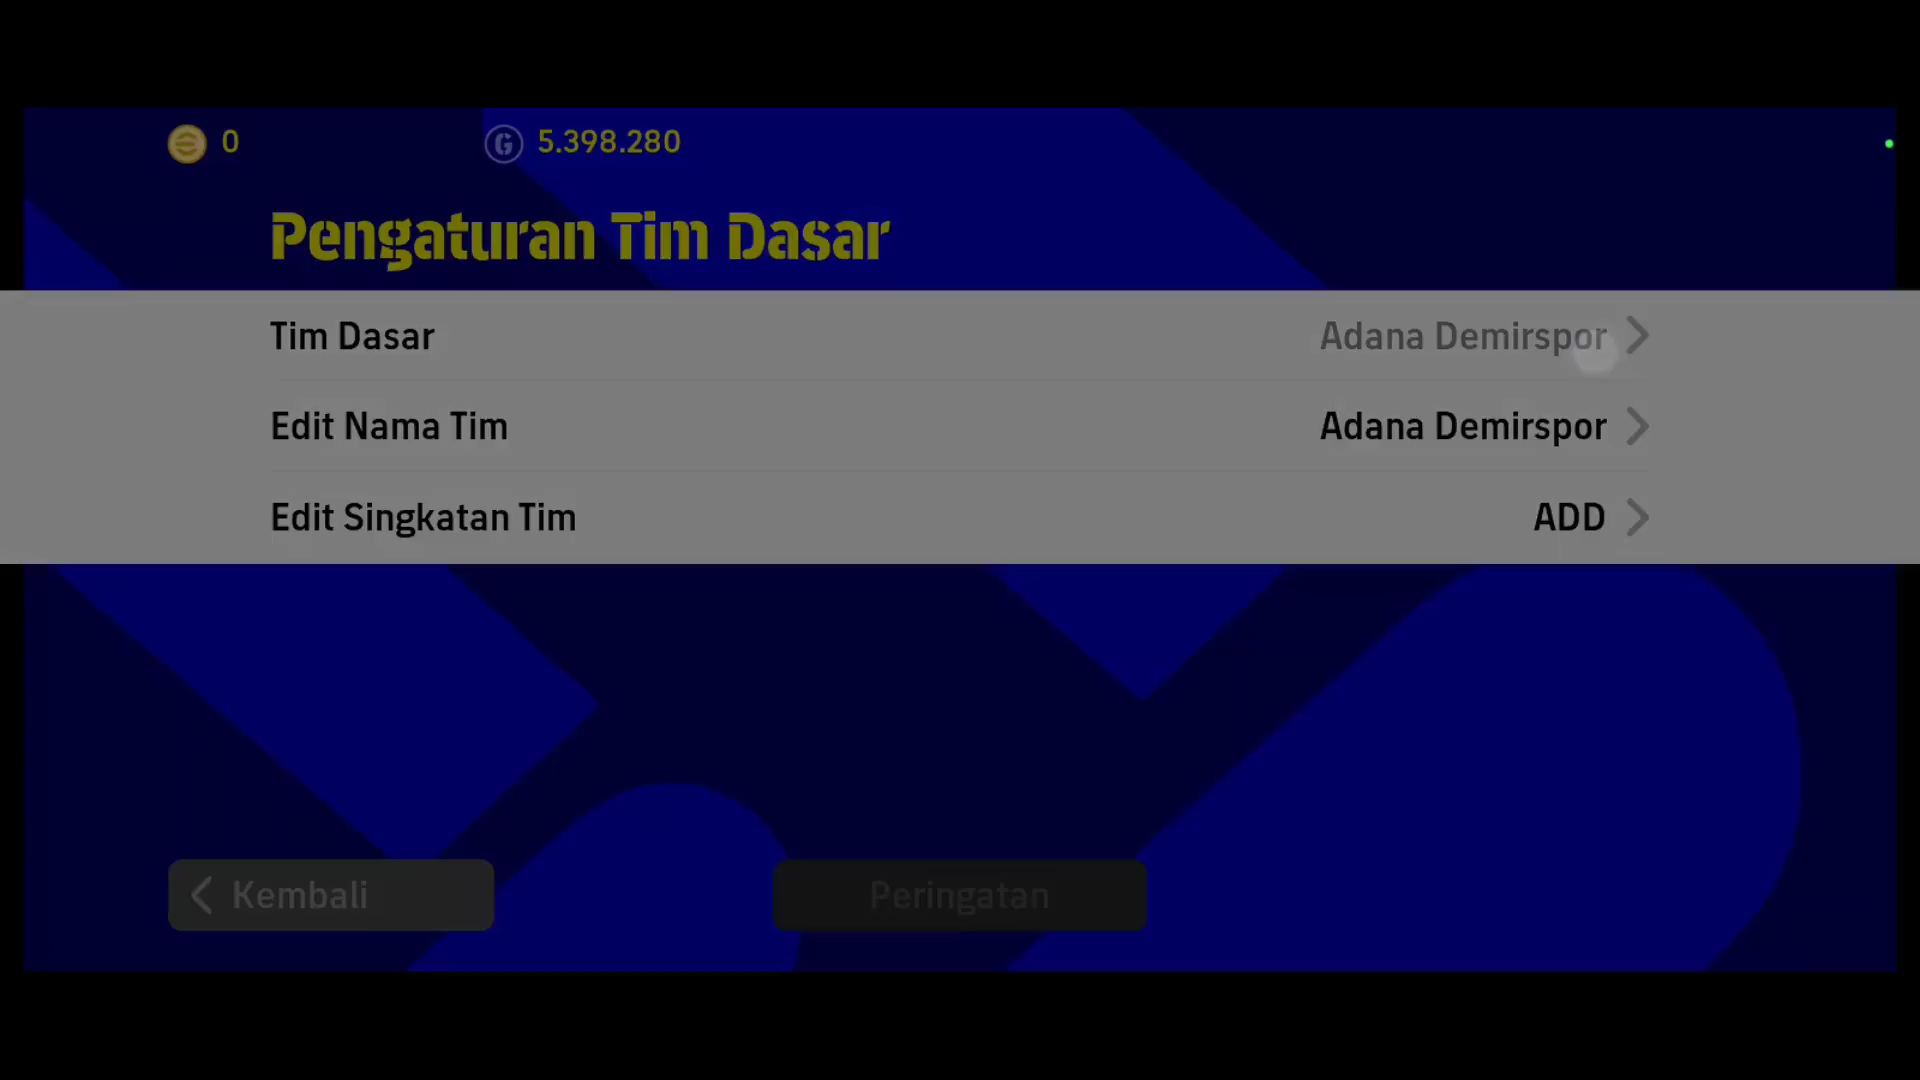 0
5.398.280
Pengaturan Tim Dasar
Tim Dasar Adana Demirspor
Edit Nama Tim Adana Demirspor
Edit Singkatan Tim ADD
Kembali
Peringatan